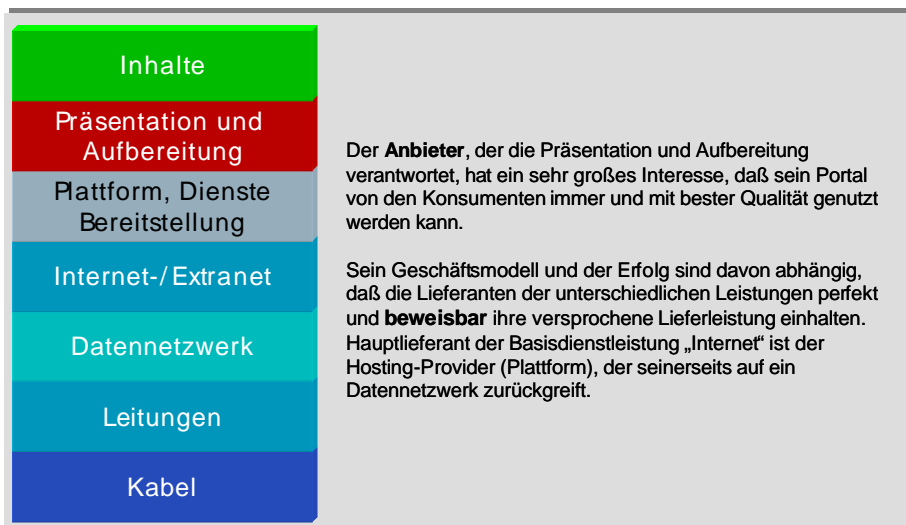 Inhalte
Präsentation und
Aufbereitung
Plattform, Dienste
Bereitstellung
Internet-/Extranet
Datennetzwerk
Leitungen
Kabel
Der Anbieter, der die Präsentation und Aufbereitung
verantwortet, hat ein sehr großes Interesse, daß sein Portal
von den Konsumenten immer und mit bester Qualität genutzt
werden kann.
Sein Geschäftsmodell und der Erfolg sind davon abhängig,
daß die Lieferanten der unterschiedlichen Leistungen perfekt
und beweisbar ihre versprochene Lieferleistung einhalten.
Hauptlieferant der Basisdienstleistung „Internet“ ist der
Hosting-Provider (Plattform), der seinerseits auf ein
Datennetzwerk zurückgreift.